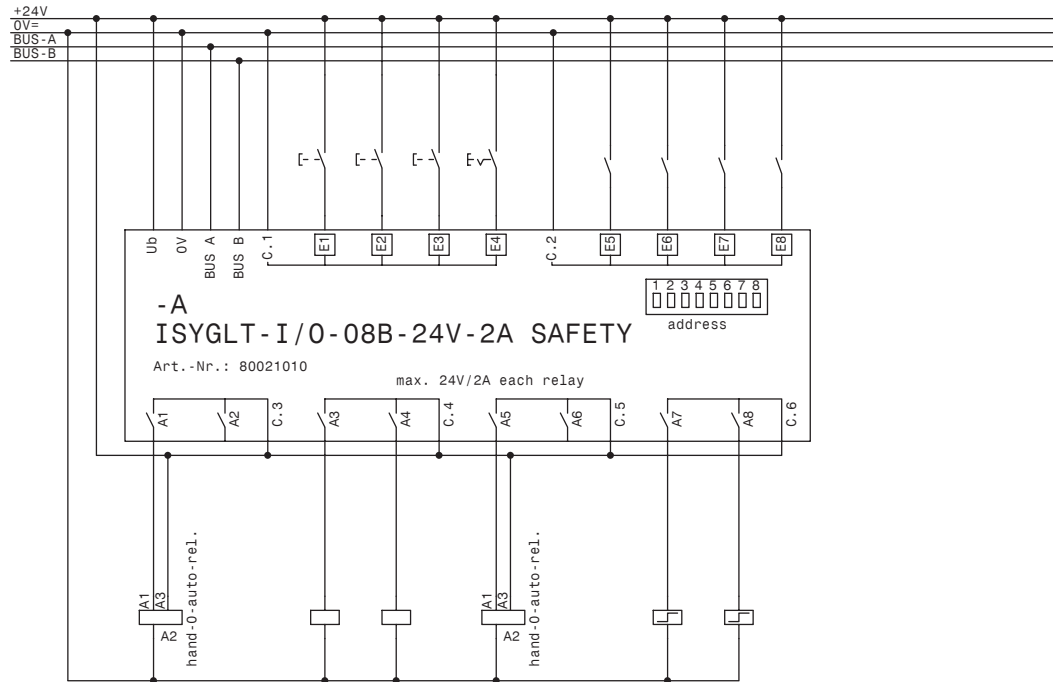 +24V
0V=
BUS-A
BUS-B
Ub
0V
BUS A
BUS B
C.1
E1
E2
E3
E4
C.2
E5
E6
E7
E8
1 2 3 4 5 6 7 8
address
-A
ISYGLT-I/O-08B-24V-2A SAFETY
Art.-Nr.: 80021010
max. 24V/2A each relay
A1
A2
C.3
A3
A4
C.4
A5
A6
C.5
A7
A8
C.6
A1
A3
A2
hand-0-auto-rel.
A1
A3
A2
hand-0-auto-rel.